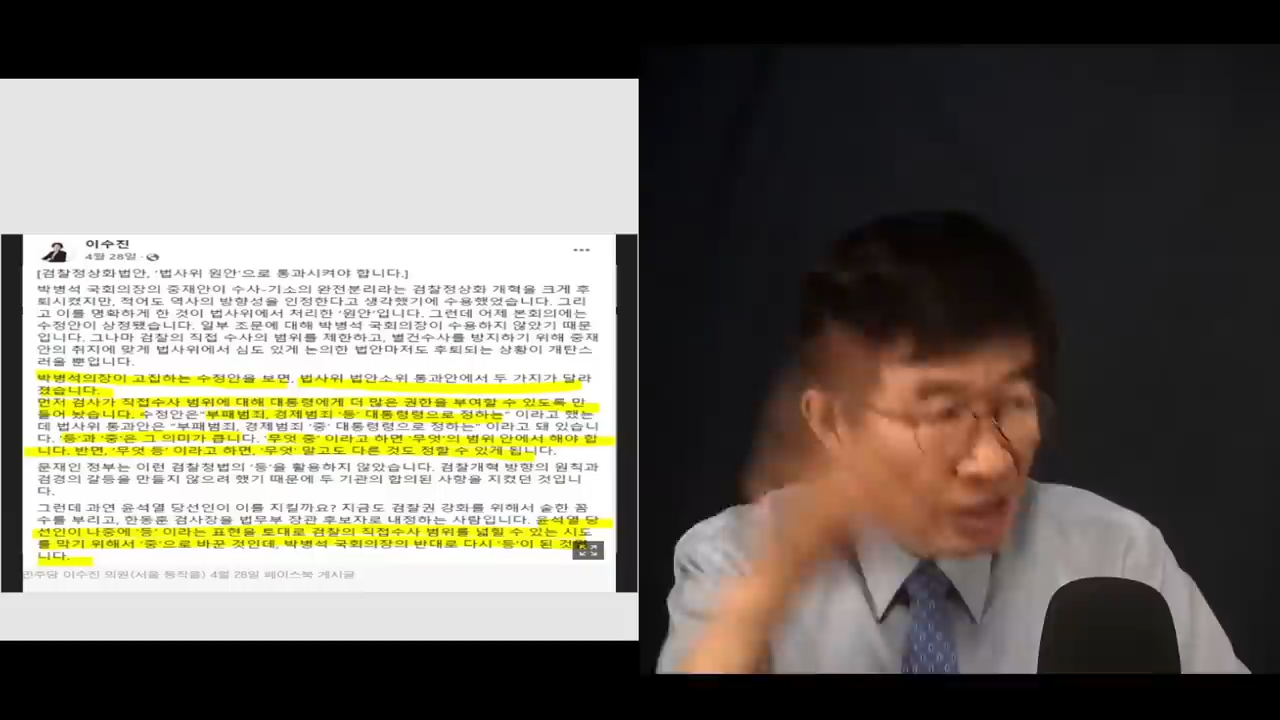 이수진
4월 28일 ·
[검찰정상화법안, '법사위 원안'으로 통과시켜야 합니다.]
박병석 국회의장의 중재안이 수사-기소의 완전분리라는 검찰정상화 개혁을 크게 후
퇴시켰지만, 적어도 역사의 방향성을 인정한다고 생각했기에 수용했었습니다. 그리
고 이를 명확하게 한 것이 법사위에서 처리한 '원안'입니다. 그런데 어제 본회의에는
수정안이 상정됐습니다. 일부 조문에 대해 박병석 국회의장이 수용하지 않았기 때문
입니다. 그나마 검찰의 직접 수사의 범위를 제한하고, 별건수사를 방지하기 위해 중재
안의 취지에 맞게 법사위에서 심도 있게 논의한 법안마저도 후퇴되는 상황이 개탄스
러울 뿐입니다.
박병석의장이 고집하는 수정안을 보면, 법사위 법안소위 통과안에서 두 가지가 달라
졌습니다.
먼저 검사가 직접수사 범위에 대해 대통령에게 더 많은 권한을 부여할 수 있도록 만
들어 놨습니다. 수정안은"부패범죄, 경제범죄 '등' 대통령령으로 정하는" 이라고 했는
데 법사위 통과안은 "부패범죄, 경제범죄 '중' 대통령령으로 정하는" 이라고 돼 있습니
다. '등'과 '중'은 그 의미가 큽니다. '무엇 중' 이라고 하면 '무엇'의 범위 안에서 해야 합
니다. 반면, '무엇 등' 이라고 하면, '무엇' 말고도 다른 것도 정할 수 있게 됩니다.
문재인 정부는 이런 검찰청법의 '등'을 활용하지 않았습니다. 검찰개혁 방향의 원칙과
검경의 갈등을 만들지 않으려 했기 때문에 두 기관의 합의된 사항을 지켰던 것입니
다.
그런데 과연 윤석열 당선인이 이를 지킬까요? 지금도 검찰권 강화를 위해서 숱한 꼼
수를 부리고, 한동훈 검사장을 법무부 장관 후보자로 내정하는 사람입니다. 윤석열 당
선인이 나중에 '등' 이라는 표현을 토대로 검찰의 직접수사 범위를 넓힐 수 있는 시도
를 막기 위해서 '중'으로 바꾼 것인데, 박병석 국회의장의 반대로 다시 '등'이 된 것입
니다.
민주당 이수진 의원(서울 동작을) 4월 28일 페이스북 게시글